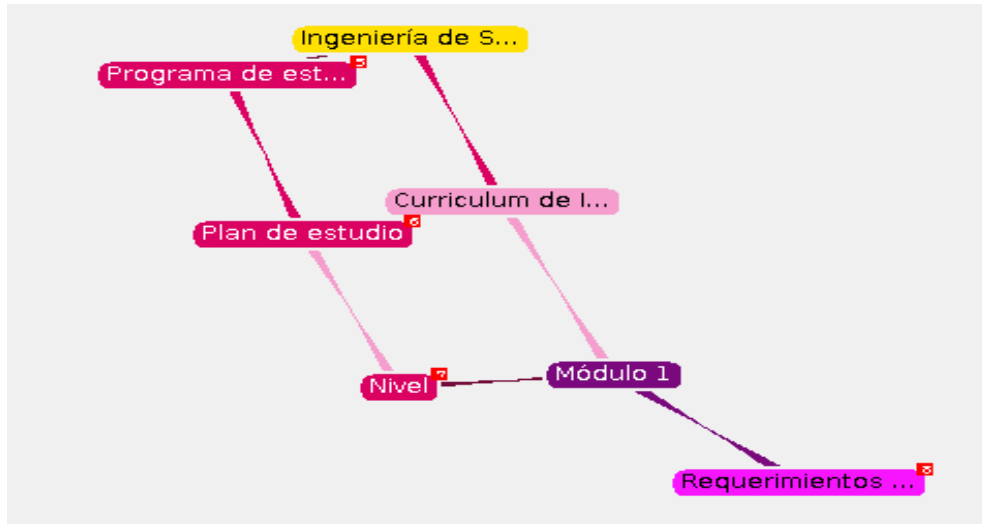 Ingeniería de S...
Programa de est...
Curriculum de I...
Plan de estudio
Módulo 1
Nivel
Requerimientos ...